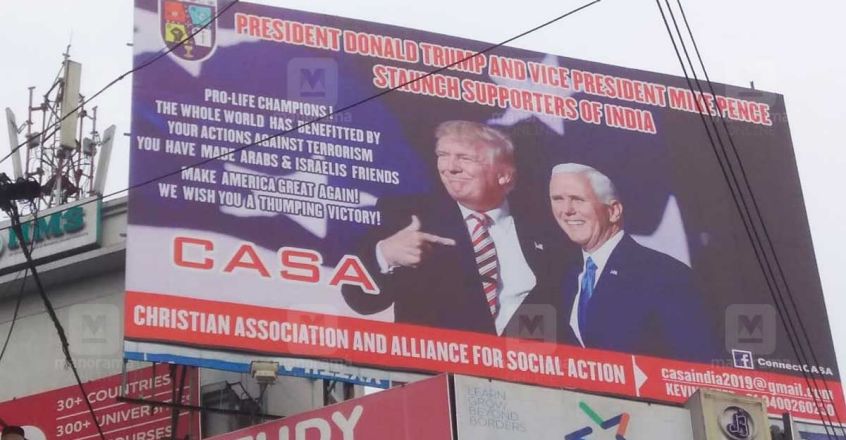 PRESIDENT DONALD TRUMP AND VICE PRESIDENT MIKE PENCE
STAUNCH SUPPORTERS OF INDIA
PRO-LIFE CHAMPIONS !
THE WHOLE WORLD HAS BENEFITTED BY
YOUR ACTIONS AGAINST TERRORISM
YOU HAVE MADE ARABS & ISRAELIS FRIENDS
MAKE AMERICA GREAT AGAIN!
WE WISH YOU A THUMPING VICTORY!
CASA
CHRISTIAN ASSOCIATION AND ALLIANCE FOR SOCIAL ACTION
ConnectCASA
casaindia2019@gmail.com
KEVIN
30+ COUNTRIES
300+
LEARN
GROW
BEYOND
BORDERS